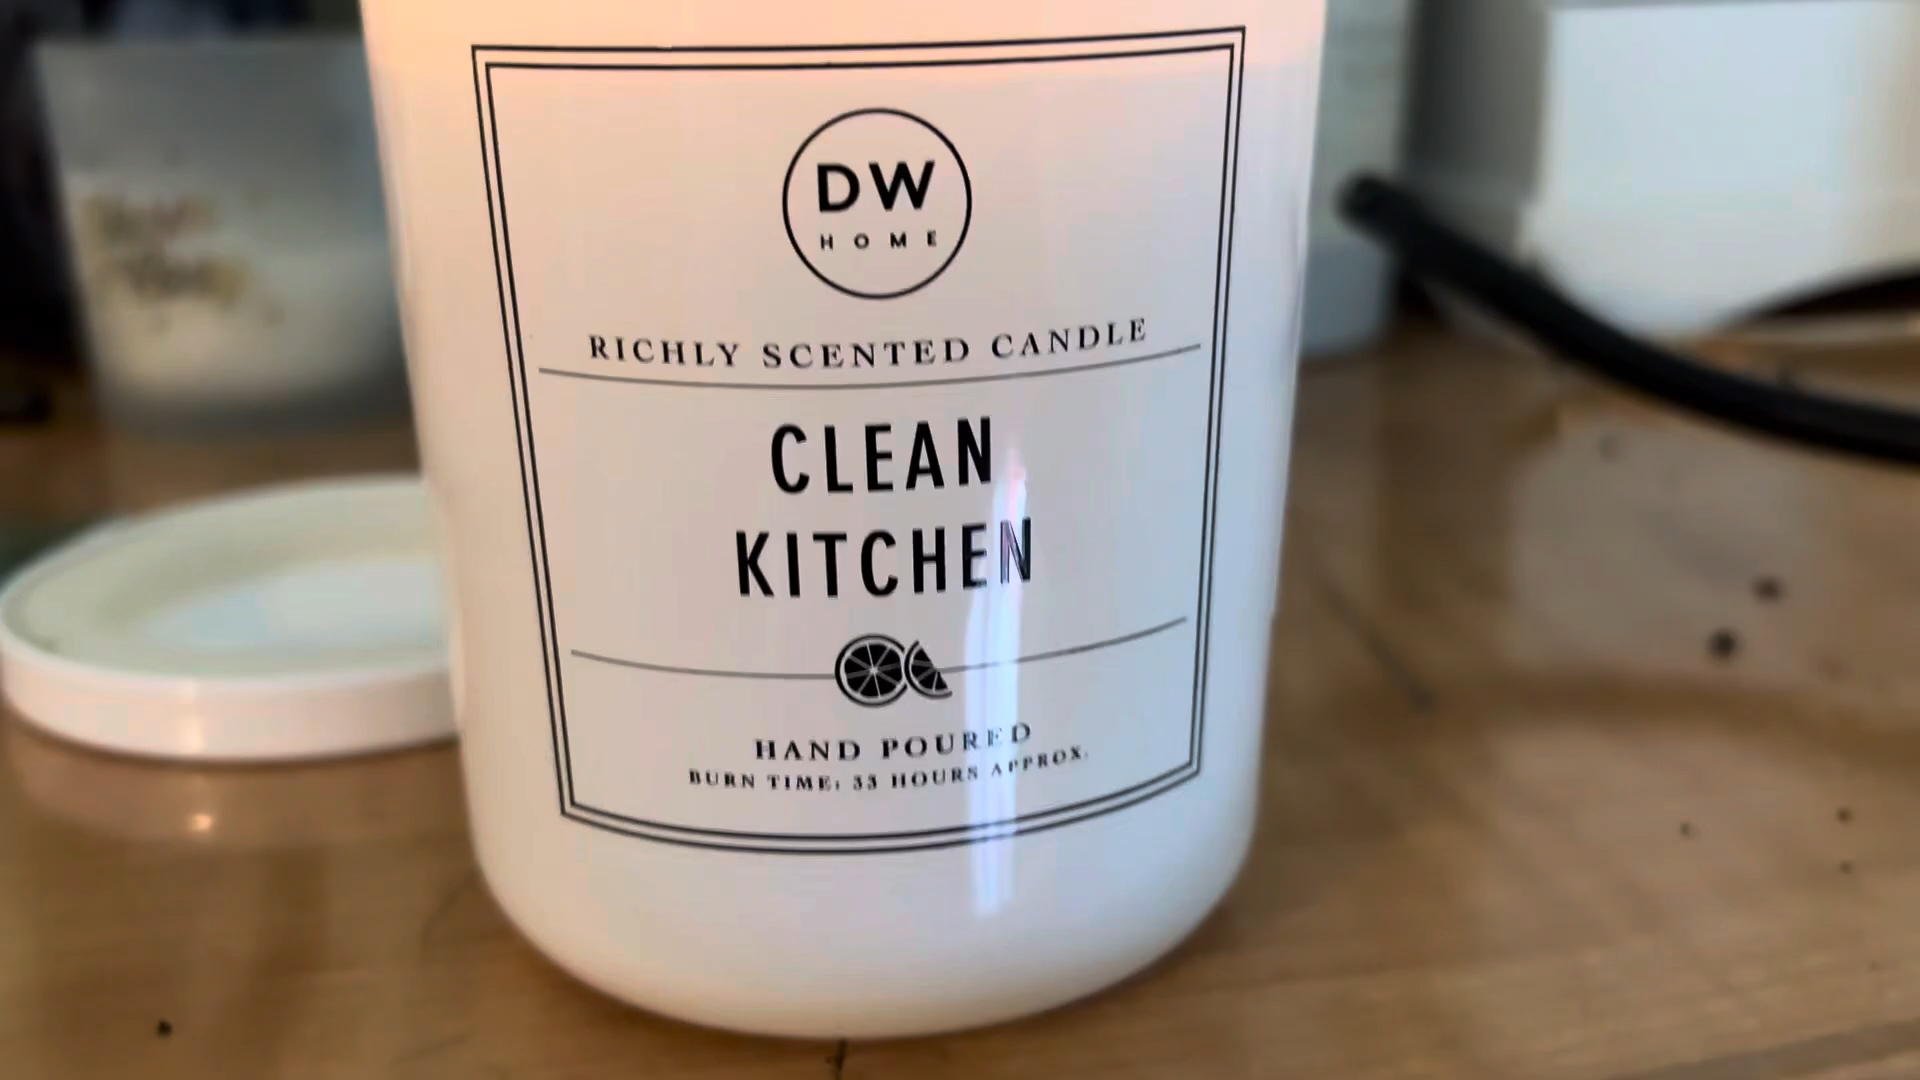 DW
HOME
RICHLY SCENTED CANDLE
CLEAN
KITCHEN
HAND POURED
BURN TIME: 33 HOURS APPROX.